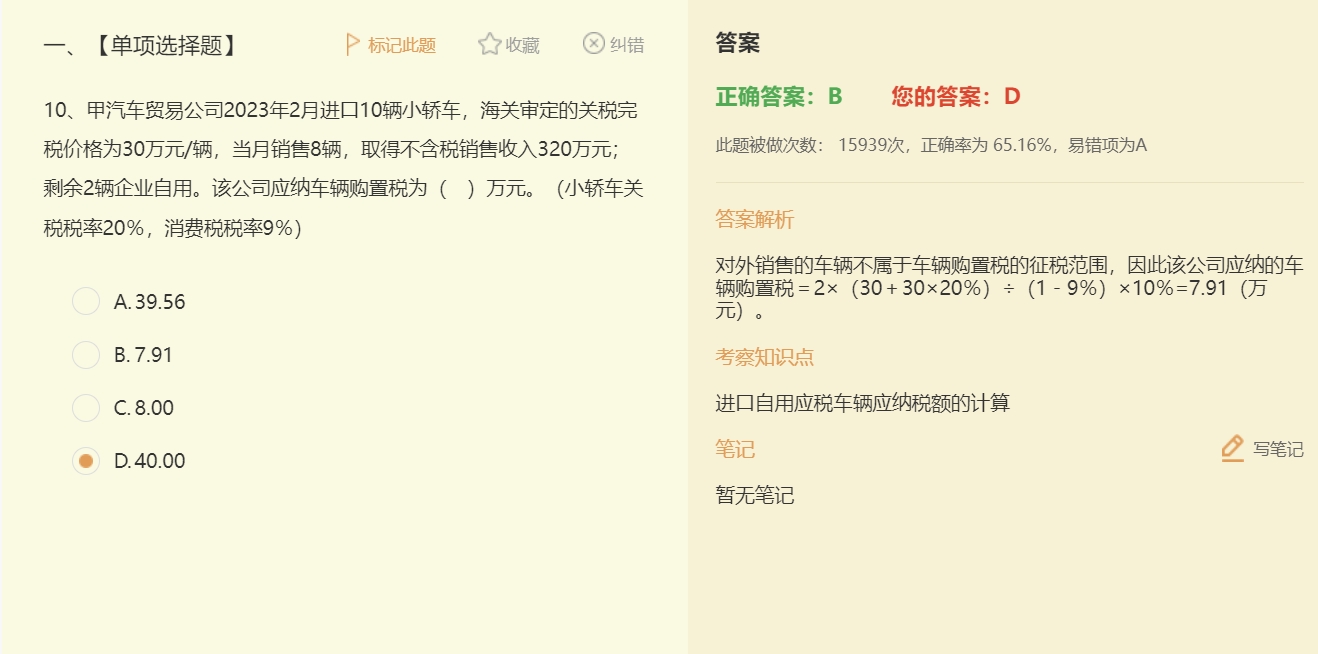 一、【单项选择题】 标记此题 收藏 纠错
10、甲汽车贸易公司2023年2月进口10辆小轿车，海关审定的关税完
税价格为30万元/辆，当月销售8辆，取得不含税销售收入320万元；
剩余2辆企业自用。该公司应纳车辆购置税为（　）万元。（小轿车关
税税率20%，消费税税率9%）
A. 39.56
B. 7.91
C. 8.00
D. 40.00
答案
正确答案：B 您的答案：D
此题被做次数： 15939次，正确率为 65.16%，易错项为A
答案解析
对外销售的车辆不属于车辆购置税的征税范围，因此该公司应纳的车
辆购置税＝2×（30＋30×20%）÷（1－9%）×10%=7.91（万
元）。
考察知识点
进口自用应税车辆应纳税额的计算
笔记 写笔记
暂无笔记